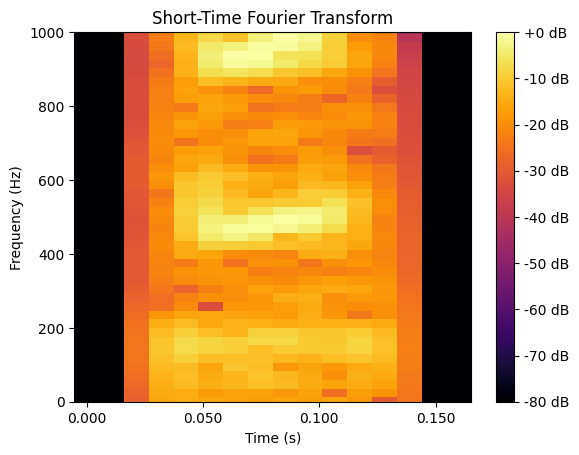 Short-Time Fourier Transform
1000
800
600
400
200
0
Frequency (Hz)
0.000
0.050
0.100
0.150
Time (s)
+0 dB
-10 dB
-20 dB
-30 dB
-40 dB
-50 dB
-60 dB
-70 dB
-80 dB